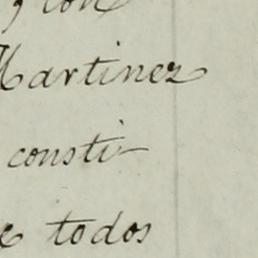 y con
Martinez
consti-
e todos